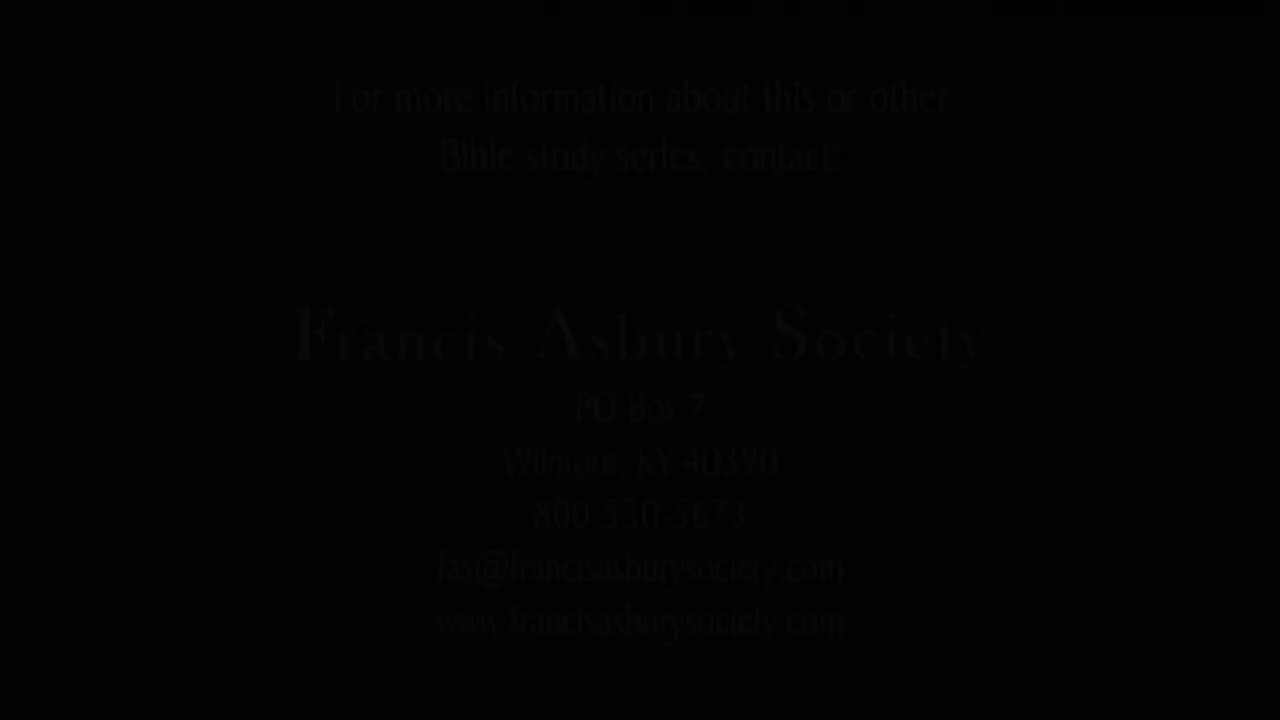 For more information about this or other
Bible study series, contact:
Francis Asbury Society
PO Box 7
Wilmore, KY 40390
800-530-5673
fas@francisasburysociety.com
www.francisasburysociety.com